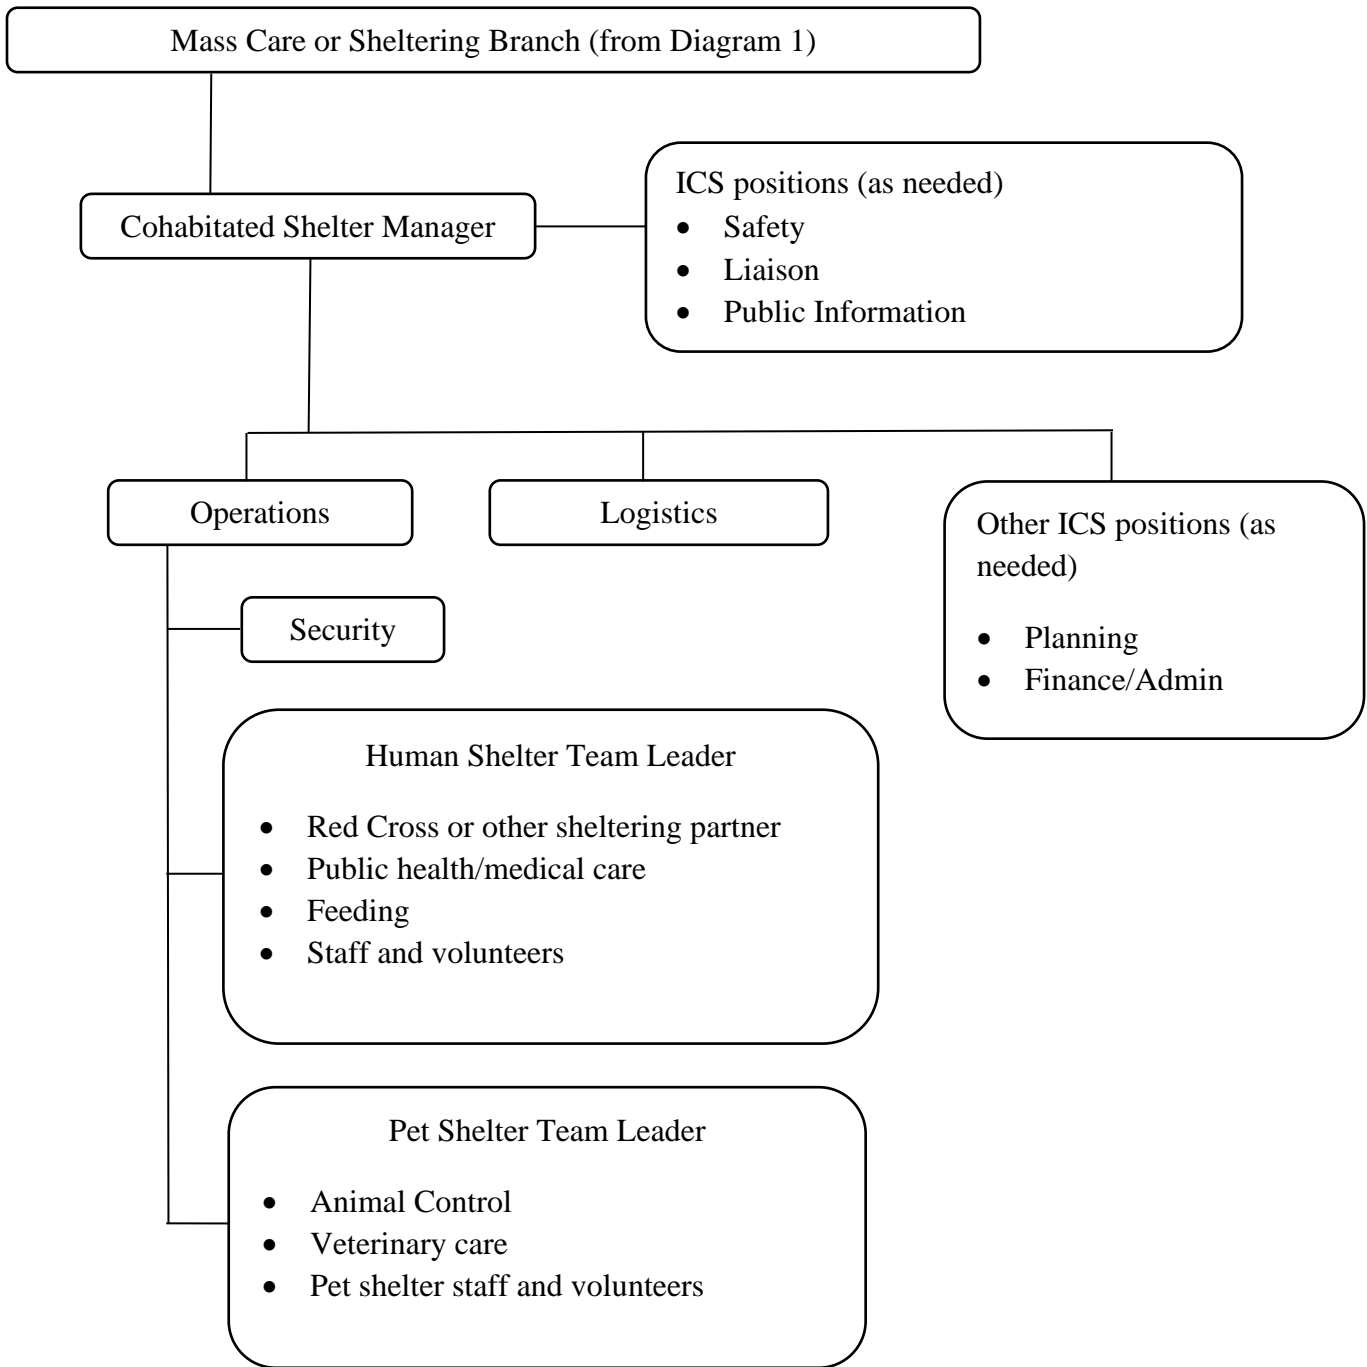 Mass Care or Sheltering Branch (from Diagram 1)
ICS positions (as needed)
• Safety
• Liaison
• Public Information
Cohabitated Shelter Manager
Operations
Logistics
Other ICS positions (as
needed)
• Planning
• Finance/Admin
Security
Human Shelter Team Leader
• Red Cross or other sheltering partner
• Public health/medical care
• Feeding
• Staff and volunteers
Pet Shelter Team Leader
• Animal Control
• Veterinary care
• Pet shelter staff and volunteers